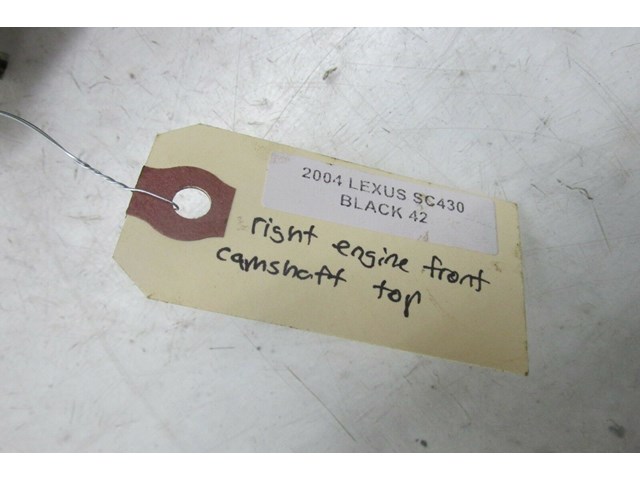 2004 LEXUS SC430
BLACK 42
right engine front
camshaft top